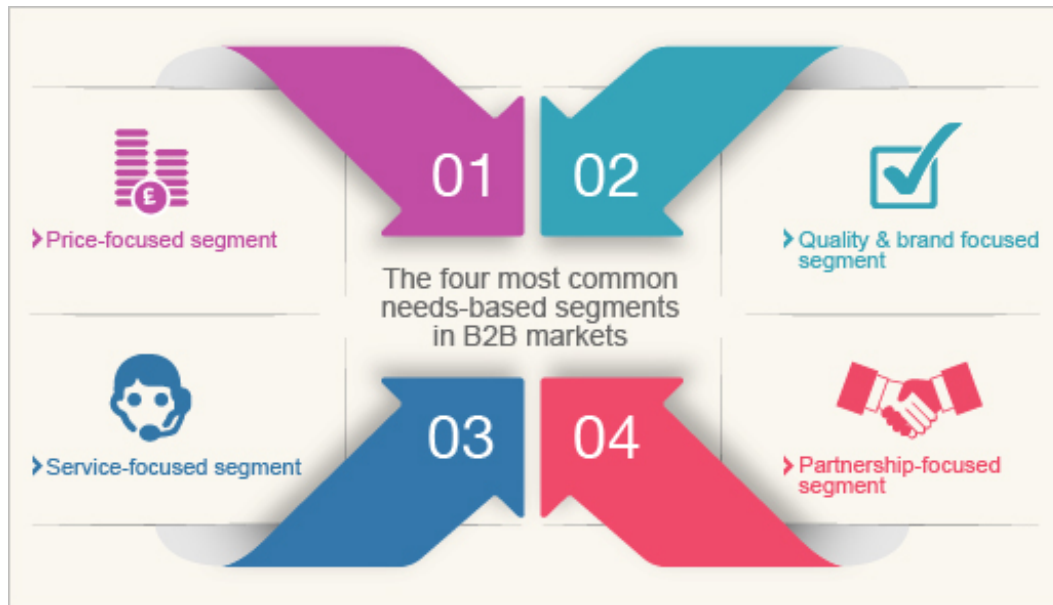 01
02
£
Price-focused segment
Quality & brand focused
segment
The four most common
needs-based segments
in B2B markets
03
04
Service-focused segment
Partnership-focused
segment